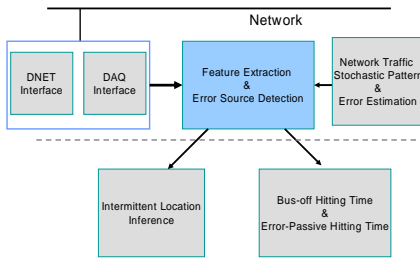 Network
DNET
Interface
DAQ
Interface
Feature Extraction
&
Error Source Detection
Network Traffic
Stochastic Pattern
&
Error Estimation
Intermittent Location
Inference
Bus-off Hitting Time
&
Error-Passive Hitting Time